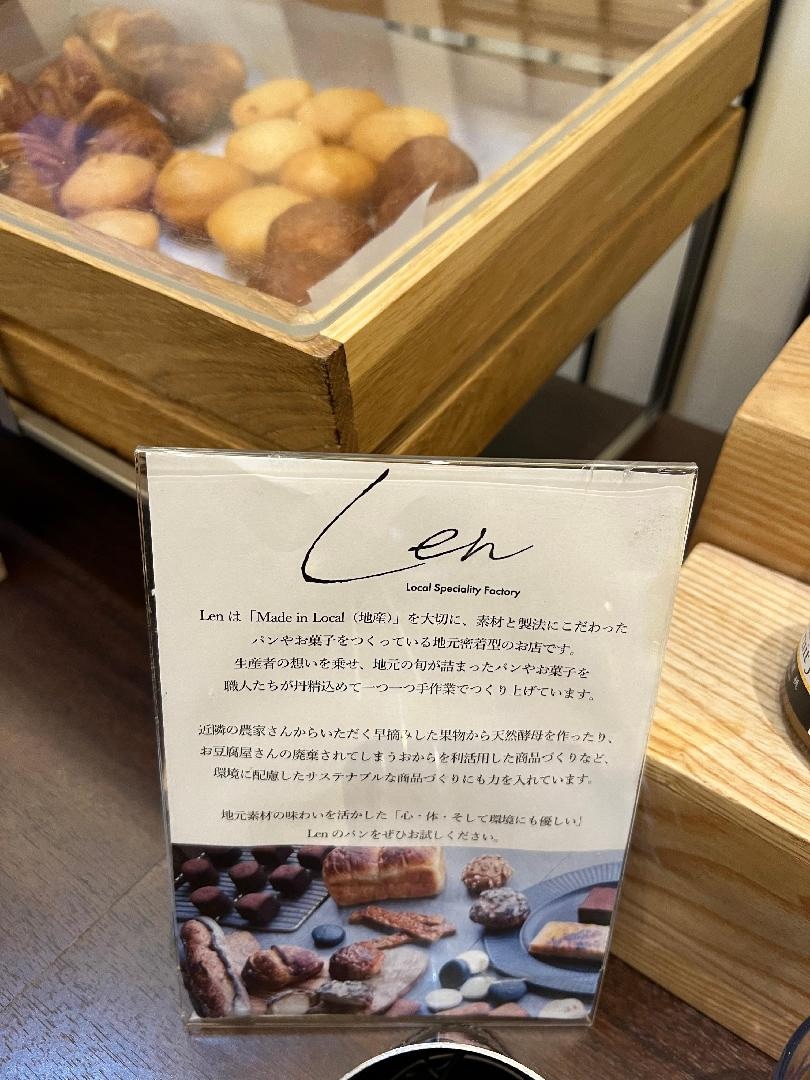 Len
Local Speciality Factory
Len は「Made in Local（地産）」を大切に、素材と製法にこだわった
パンやお菓子をつくっている地元密着型のお店です。
生産者の想いを乗せ、地元の旬が詰まったパンやお菓子を
職人たちが丹精込めて一つ一つ手作業でつくり上げています。
近隣の農家さんからいただく早摘みした果物から天然酵母を作ったり、
お豆腐屋さんの廃棄されてしまうおからを利活用した商品づくりなど、
環境に配慮したサステナブルな商品づくりにも力を入れています。
地元素材の味わいを活かした「心・体・そして環境にも優しい」
Len のパンをぜひお試しください。